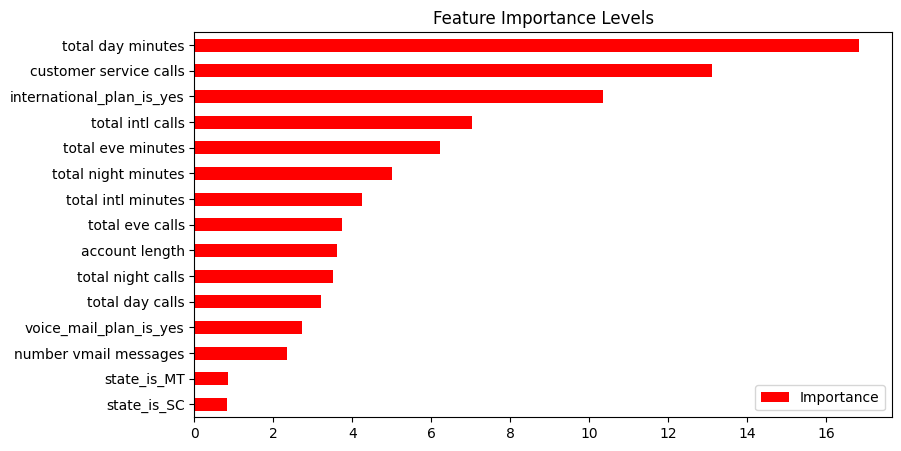 Feature Importance Levels
total day minutes
customer service calls
international_plan_is_yes
total intl calls
total eve minutes
total night minutes
total intl minutes
total eve calls
account length
total night calls
total day calls
voice_mail_plan_is_yes
number vmail messages
state_is_MT
state_is_SC
Importance
0 2 4 6 8 10 12 14 16